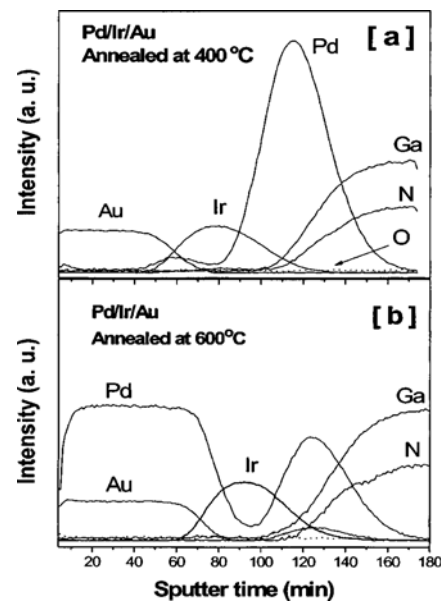 Pd/Ir/Au
Annealed at 400 °C
[a]
Pd
Ga
N
O
Au
Ir
Intensity (a. u.)
Pd/Ir/Au
Annealed at 600°C
[b]
Pd
Ga
Au
Ir
N
Intensity (a. u.)
20 40 60 80 100 120 140 160 180
Sputter time (min)